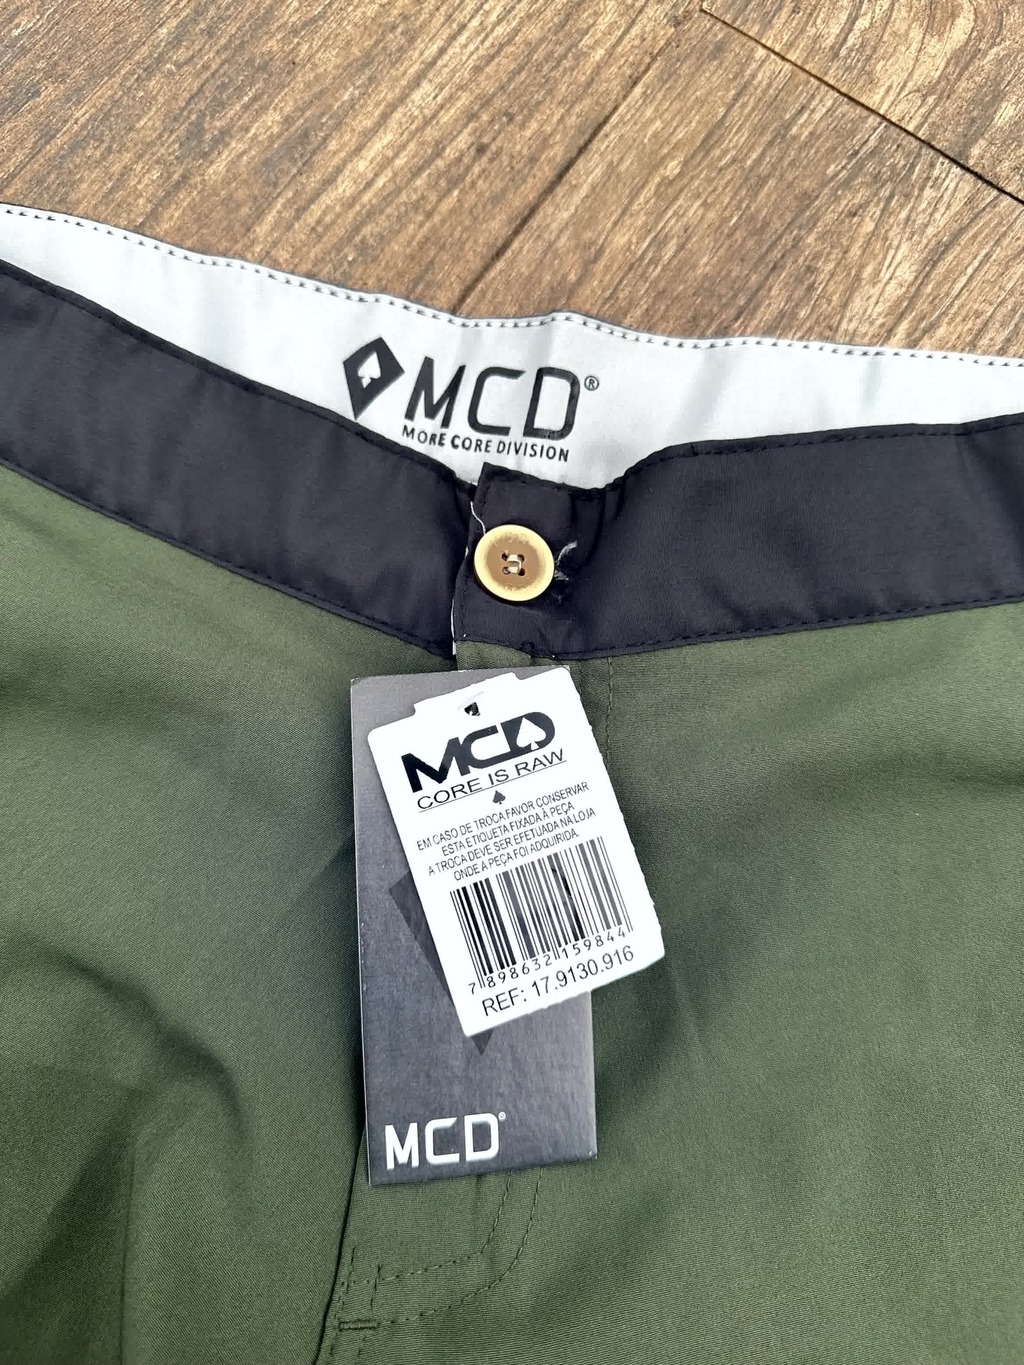 MCD®
MORE CORE DIVISION
MCD
CORE IS RAW
EM CASO DE TROCA FAVOR CONSERVAR
ESTA ETIQUETA FIXADA À PEÇA
A TROCA DEVE SER EFETUADA NA LOJA
ONDE A PEÇA FOI ADQUIRIDA.
7 898632 159844
REF: 17.9130.916
MCD®